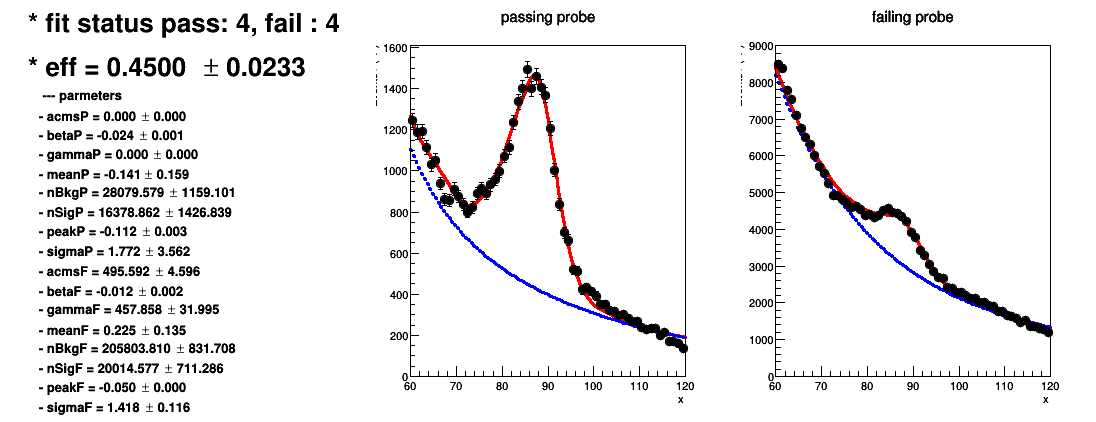 * fit status pass: 4, fail : 4
* eff = 0.4500 ± 0.0233
--- parmeters
- acmsP = 0.000 ± 0.000
- betaP = -0.024 ± 0.001
- gammaP = 0.000 ± 0.000
- meanP = -0.141 ± 0.159
- nBkgP = 28079.579 ± 1159.101
- nSigP = 16378.862 ± 1426.839
- peakP = -0.112 ± 0.003
- sigmaP = 1.772 ± 3.562
- acmsF = 495.592 ± 4.596
- betaF = -0.012 ± 0.002
- gammaF = 457.858 ± 31.995
- meanF = 0.225 ± 0.135
- nBkgF = 205803.810 ± 831.708
- nSigF = 20014.577 ± 711.286
- peakF = -0.050 ± 0.000
- sigmaF = 1.418 ± 0.116
passing probe
1600
1400
1200
1000
800
600
400
200
0
60 70 80 90 100 110 120
x
failing probe
9000
8000
7000
6000
5000
4000
3000
2000
1000
0
60 70 80 90 100 110 120
x